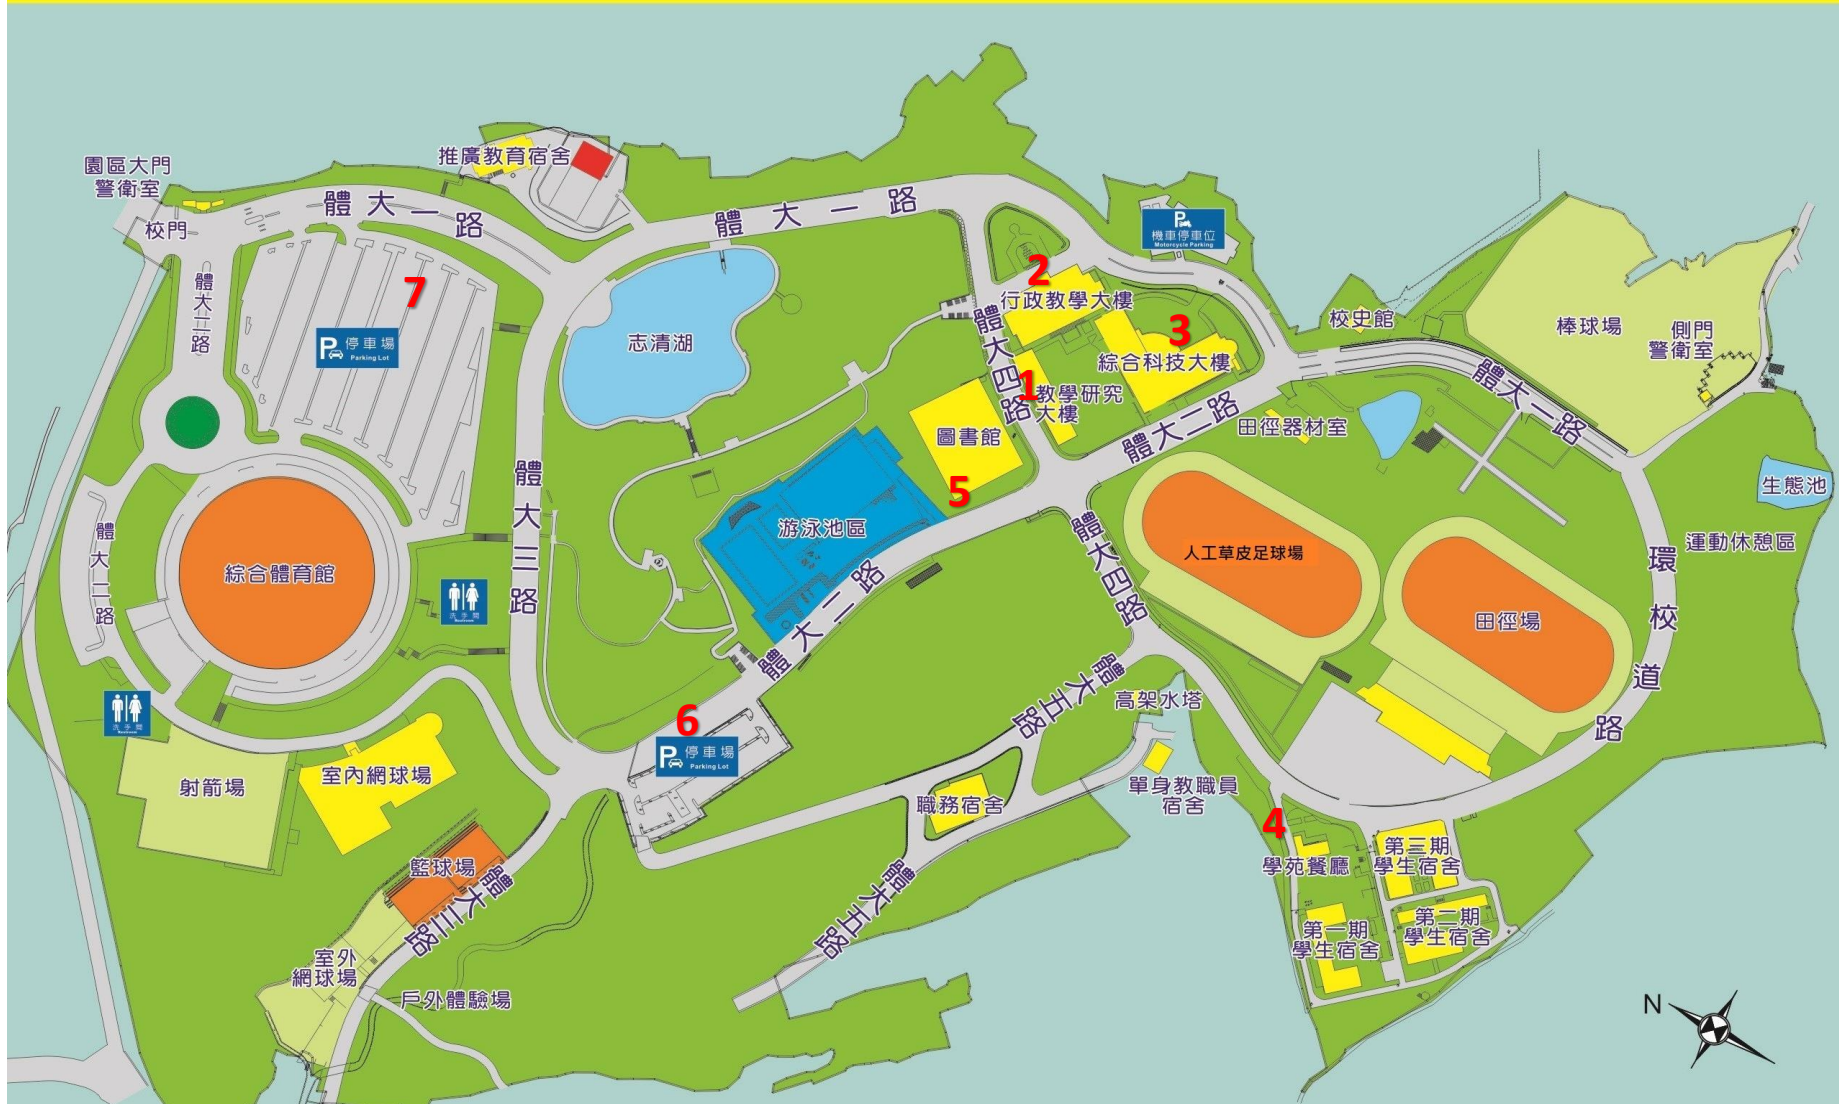 園區大門
警衛室
校門
推廣教育宿舍
體大一路
體大一路
P
機車停車位
Motorcycle Parking
體大二路
7
P 停車場
Parking Lot
志清湖
2
行政教學大樓
3
綜合科技大樓
體大四路
1
教學研究
大樓
校史館
棒球場
側門
警衛室
體大一路
圖書館
5
體大二路
田徑器材室
生態池
運動休憩區
游泳池區
體大三路
體大二路
綜合體育館
洗手間
Restroom
體大二路
體大四路
人工草皮足球場
田徑場
環校道路
洗手間
Restroom
射箭場
室內網球場
6
P 停車場
Parking Lot
體大五路
高架水塔
單身教職員
宿舍
職務宿舍
4
學苑餐廳
第三期
學生宿舍
第一期
學生宿舍
第二期
學生宿舍
籃球場
體大三路
體大五路
室外
網球場
戶外體驗場
N